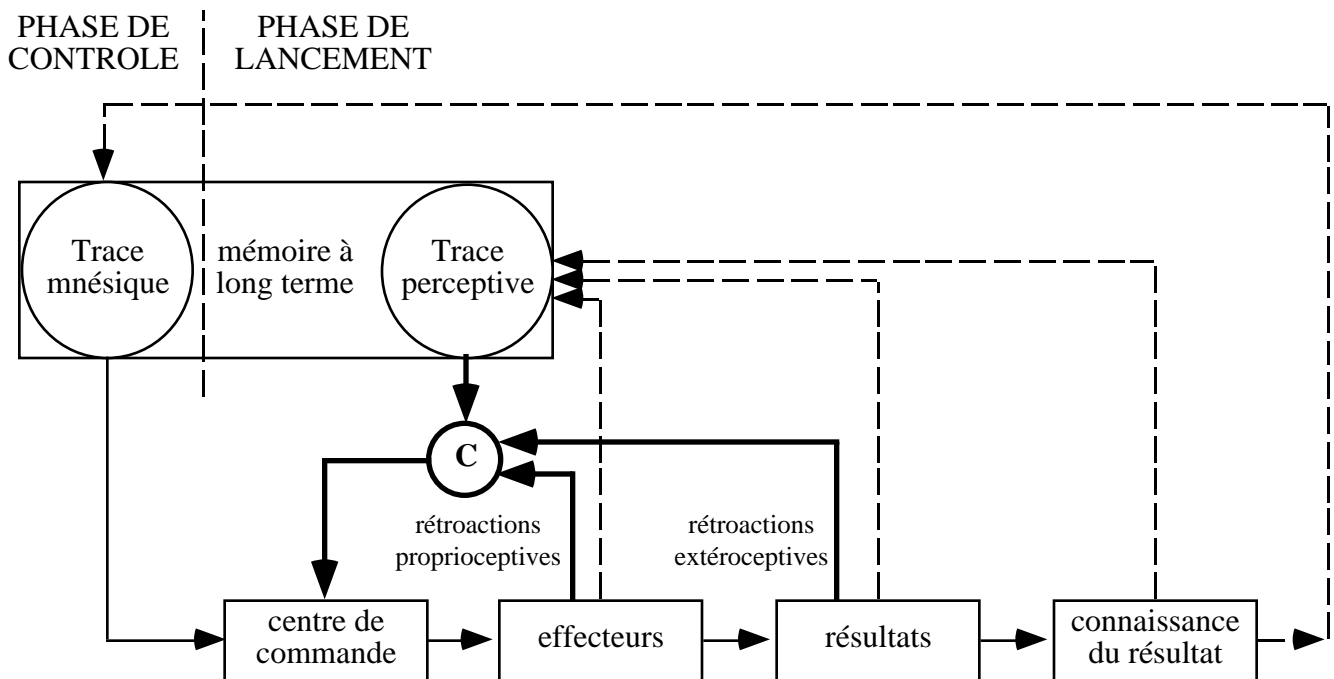 PHASE DE
CONTROLE
PHASE DE
LANCEMENT
Trace
mnésique
mémoire à
long terme
Trace
perceptive
C
rétroactions
proprioceptives
rétroactions
extéroceptives
centre de
commande
effecteurs
résultats
connaissance
du résultat